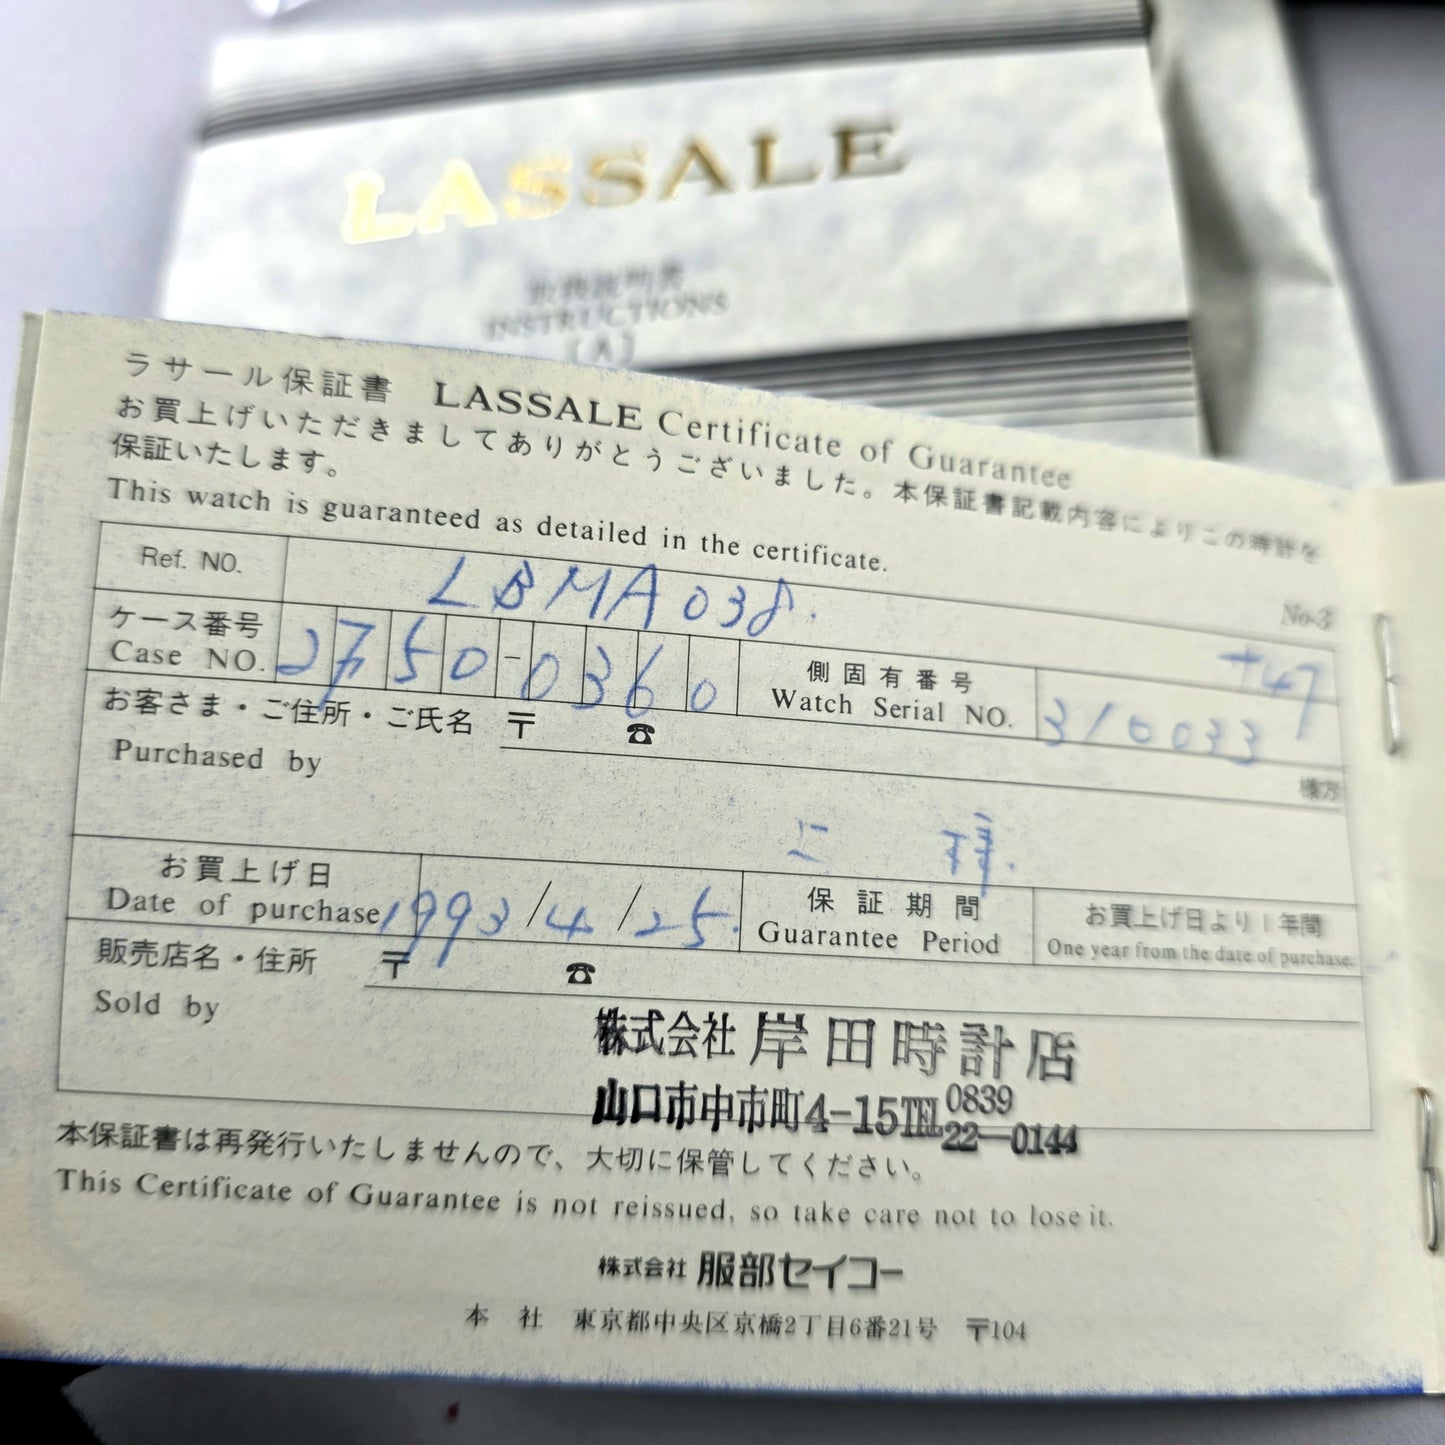 LASSALE
取扱説明書
INSTRUCTIONS
〔A〕
ラサール保証書 LASSALE Certificate of Guarantee
お買上げいただきましてありがとうございました。本保証書記載内容によりこの時計を
保証いたします。
This watch is guaranteed as detailed in the certificate.
No-3
Ref. NO. LBMA038.
ケース番号
Case NO. 2750-0360
側固有番号
Watch Serial NO. 310033
+47
お客さま・ご住所・ご氏名 〒 ☎
Purchased by
様方
様.
お買上げ日
Date of purchase 1993/4/25.
保証期間
Guarantee Period
お買上げ日より1年間
One year from the date of purchase.
販売店名・住所 〒 ☎
Sold by
株式会社 岸田時計店
山口市中市町4-15TEL 0839
22-0144
本保証書は再発行いたしませんので、大切に保管してください。
This Certificate of Guarantee is not reissued, so take care not to lose it.
株式会社 服部セイコー
本 社 東京都中央区京橋2丁目6番21号 〒104